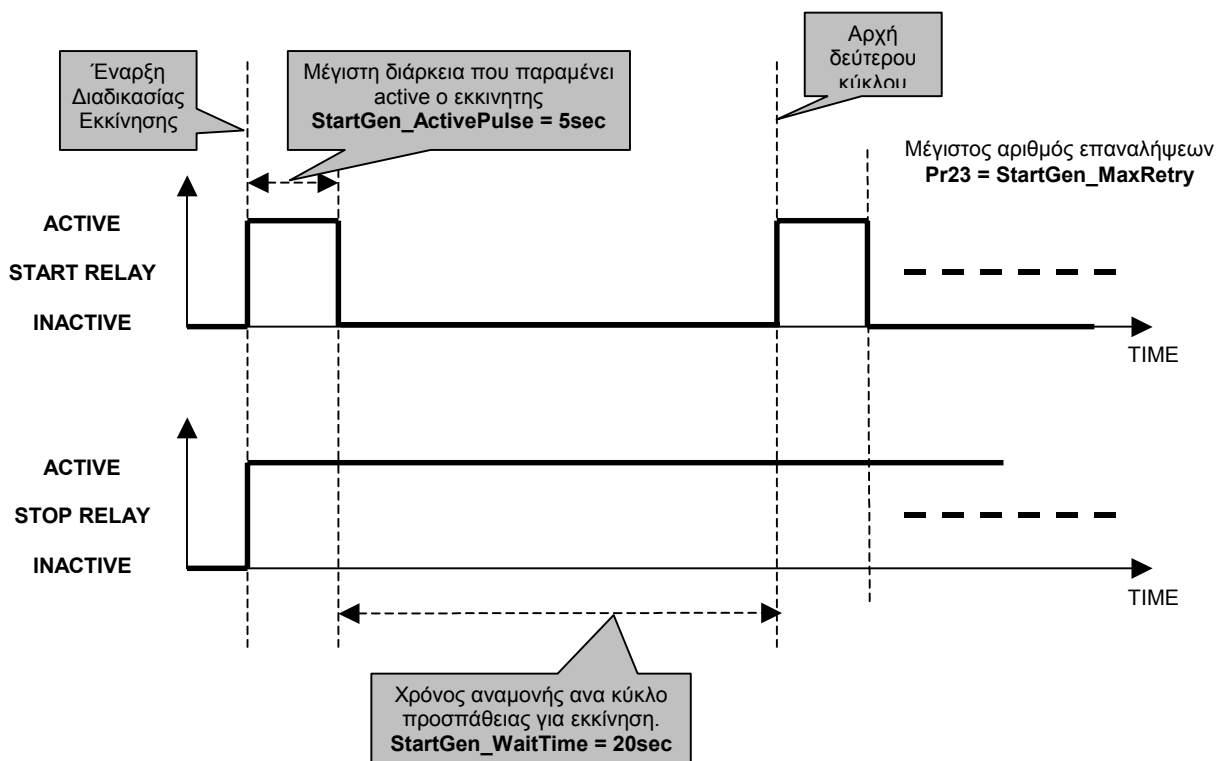 Έναρξη
Διαδικασίας
Εκκίνησης
Μέγιστη διάρκεια που παραμένει
active ο εκκινητης
StartGen_ActivePulse = 5sec
Αρχή
δεύτερου
κύκλου
Μέγιστος αριθμός επαναλήψεων
Pr23 = StartGen_MaxRetry
ACTIVE
START RELAY
INACTIVE
TIME
ACTIVE
STOP RELAY
INACTIVE
TIME
Χρόνος αναμονής ανα κύκλο
προσπάθειας για εκκίνηση.
StartGen_WaitTime = 20sec